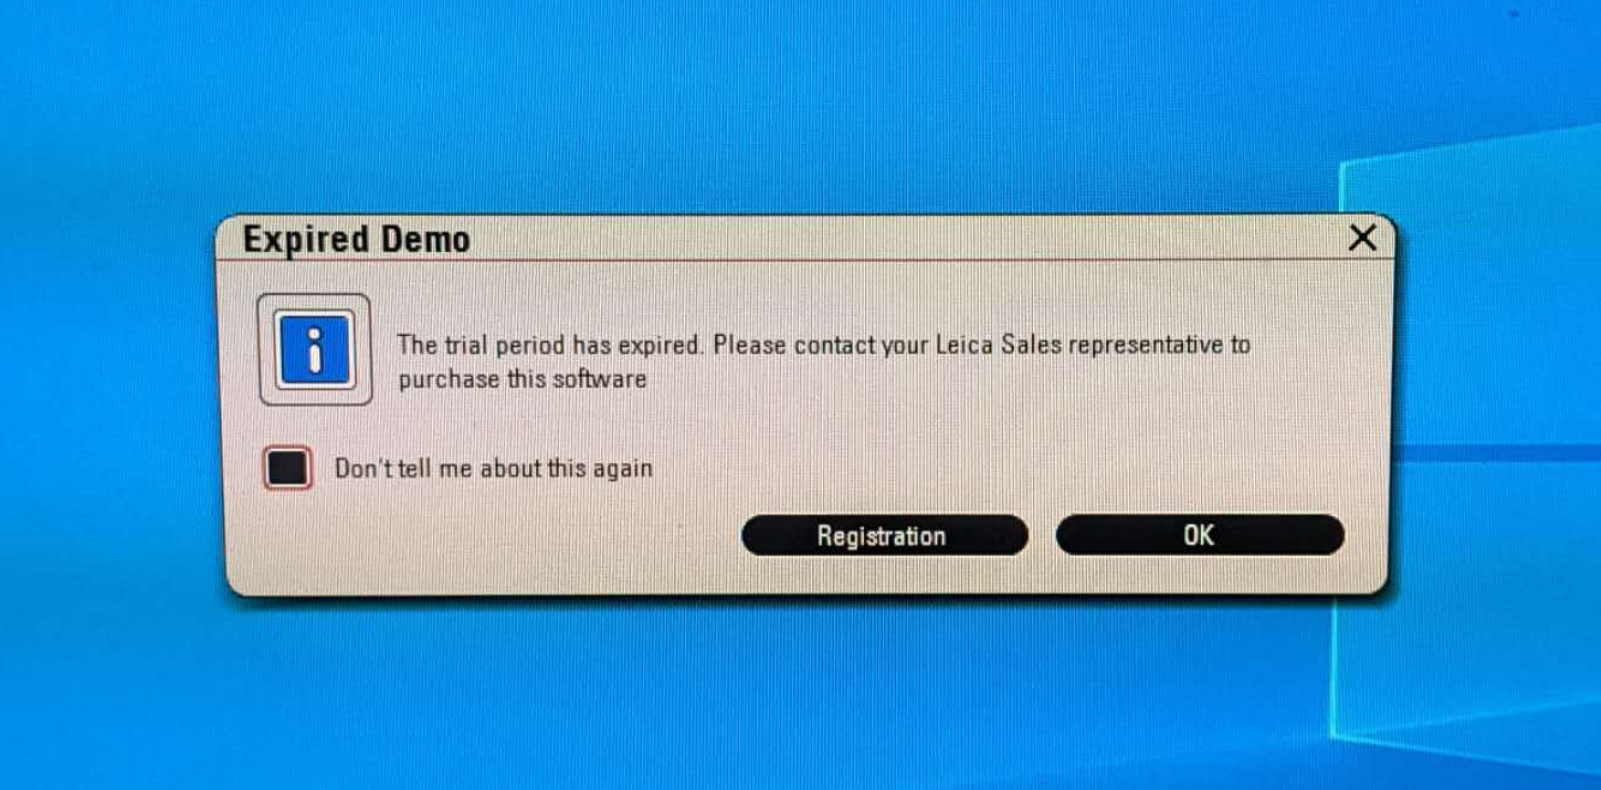 Expired Demo
The trial period has expired. Please contact your Leica Sales representative to
purchase this software
Don't tell me about this again
Registration
OK